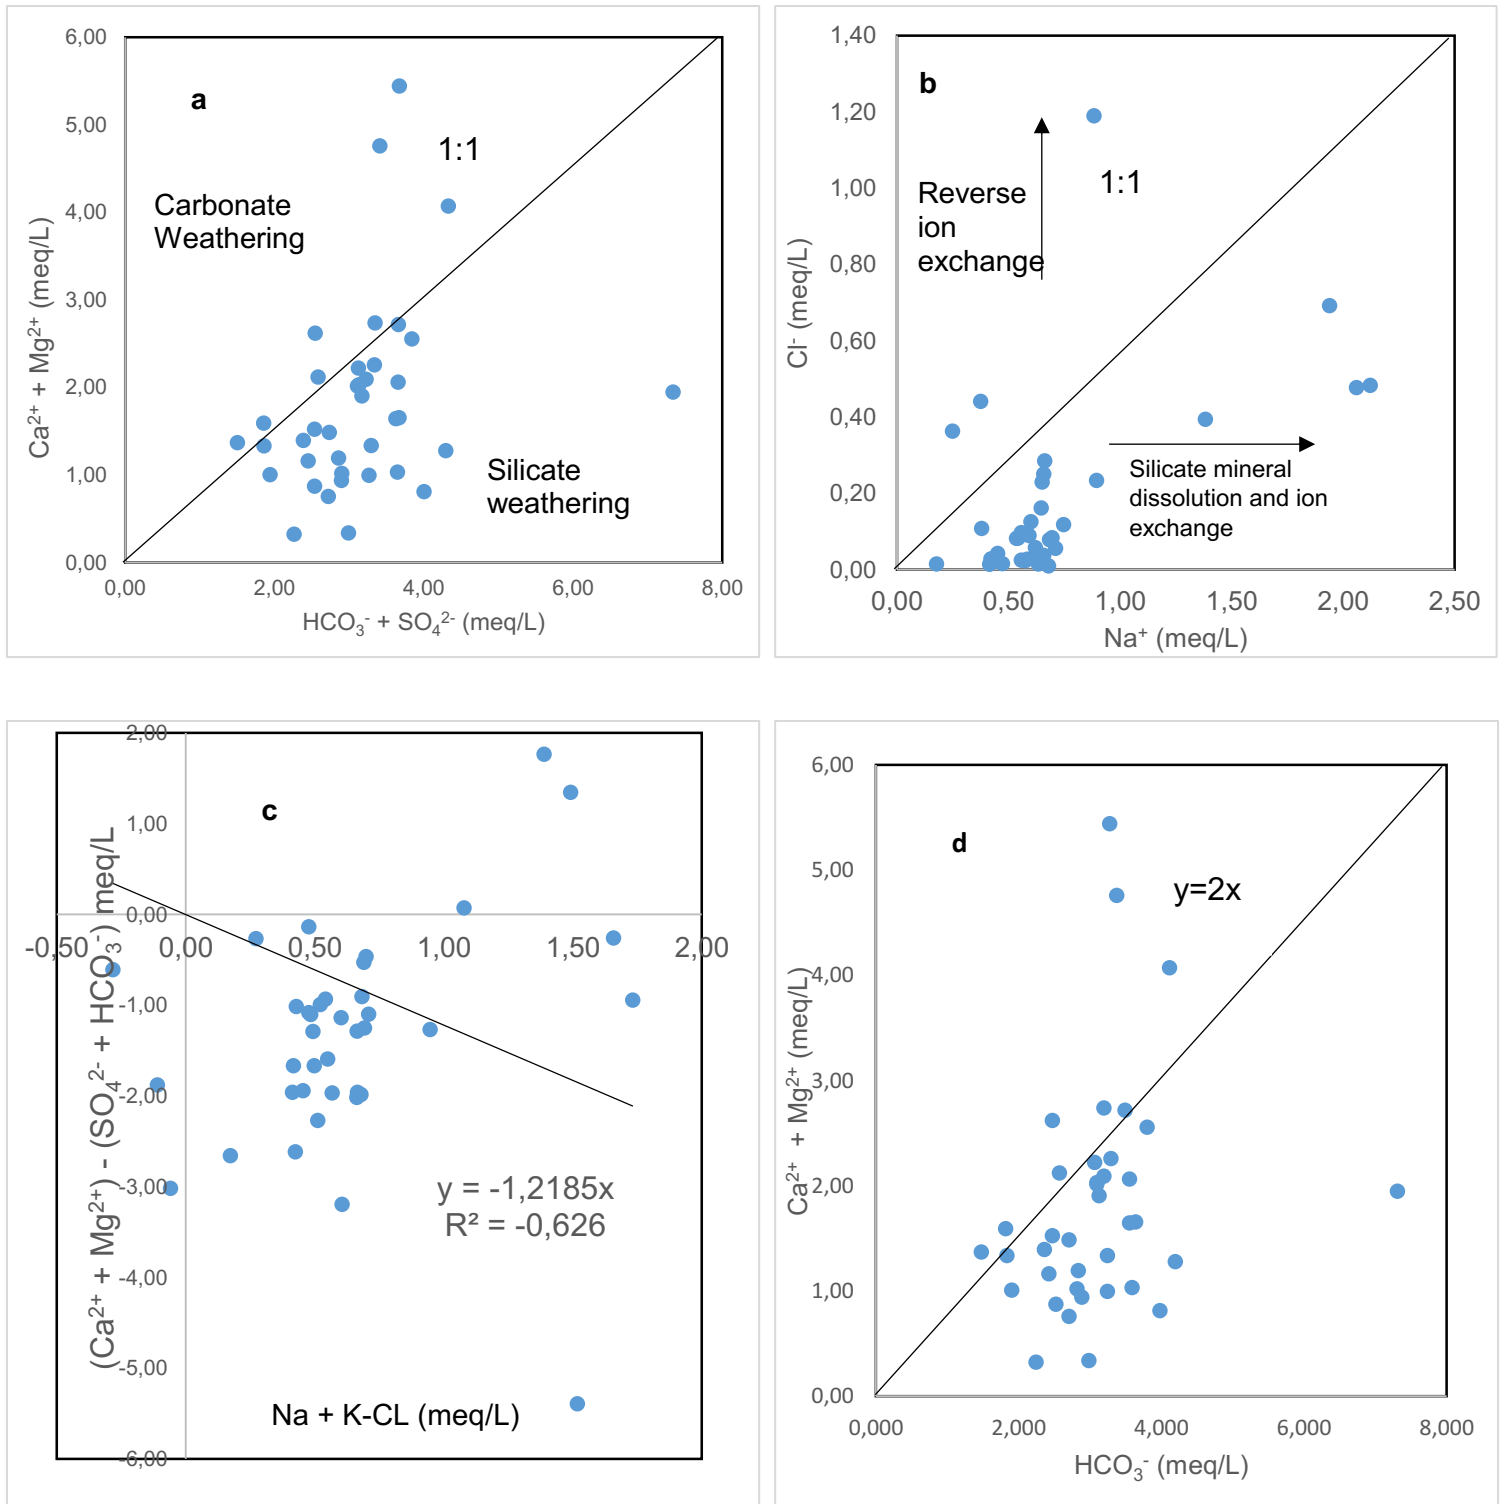 6,00
a
5,00
1:1
4,00
Carbonate
Weathering
3,00
2,00
Silicate
weathering
1,00
0,00
0,00 2,00 4,00 6,00 8,00
Ca²⁺ + Mg²⁺ (meq/L)
HCO₃⁻ + SO₄²⁻ (meq/L)
1,40
b
1,20
1:1
1,00
Reverse
ion
exchange
0,80
0,60
0,40
Silicate mineral
dissolution and ion
exchange
0,20
0,00
0,00 0,50 1,00 1,50 2,00 2,50
Cl⁻ (meq/L)
Na⁺ (meq/L)
2,00
c
1,00
0,00
-0,50 0,00 0,50 1,00 1,50 2,00
-1,00
-2,00
-3,00
y = -1,2185x
R² = -0,626
-4,00
-5,00
-6,00
(Ca²⁺ + Mg²⁺) - (SO₄²⁻ + HCO₃⁻) meq/L
Na + K-CL (meq/L)
6,00
d
5,00
y=2x
4,00
3,00
2,00
1,00
0,00
0,000 2,000 4,000 6,000 8,000
Ca²⁺ + Mg²⁺ (meq/L)
HCO₃⁻ (meq/L)